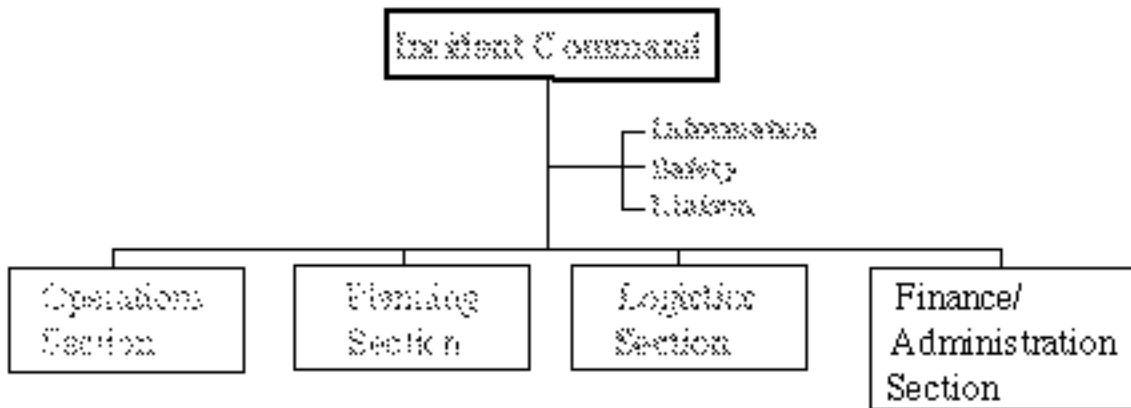 Incident Command
Information
Safety
Liaison
Operations
Section
Planning
Section
Logistics
Section
Finance/
Administration
Section